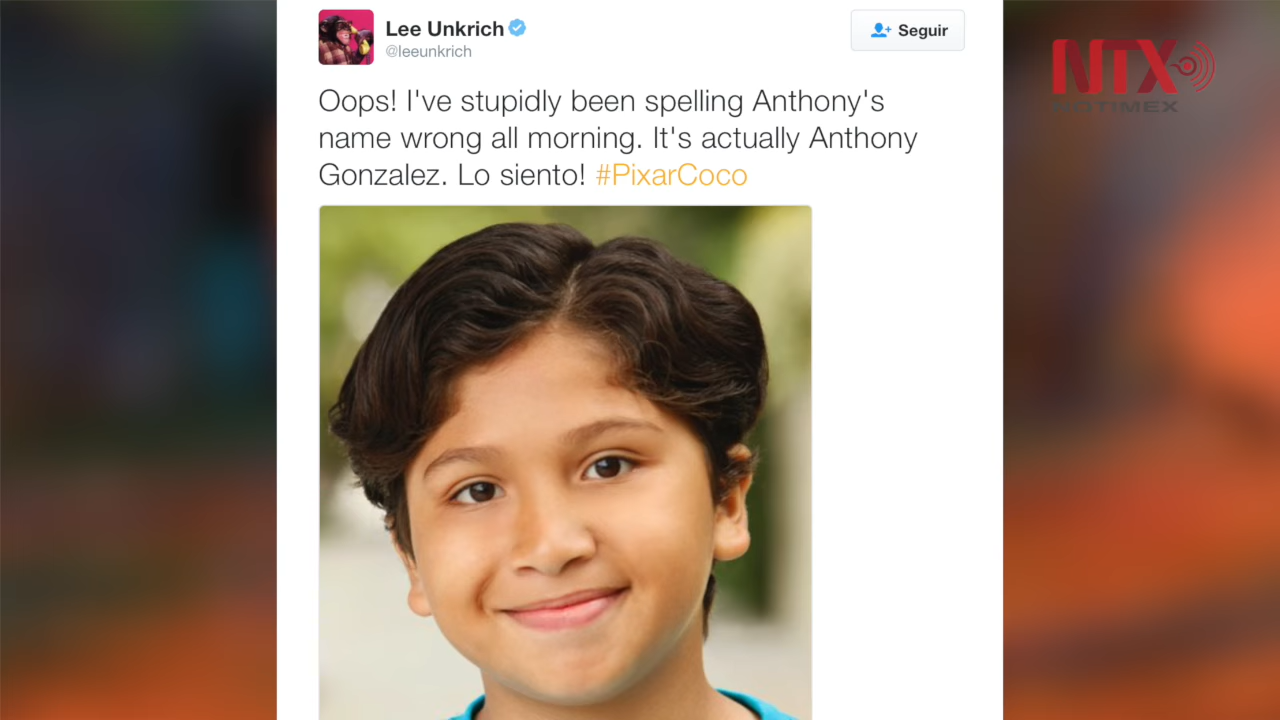 Lee Unkrich
@leeunkrich
Seguir
Oops! I've stupidly been spelling Anthony's
name wrong all morning. It's actually Anthony
Gonzalez. Lo siento! #PixarCoco
NTX
NOTIMEX